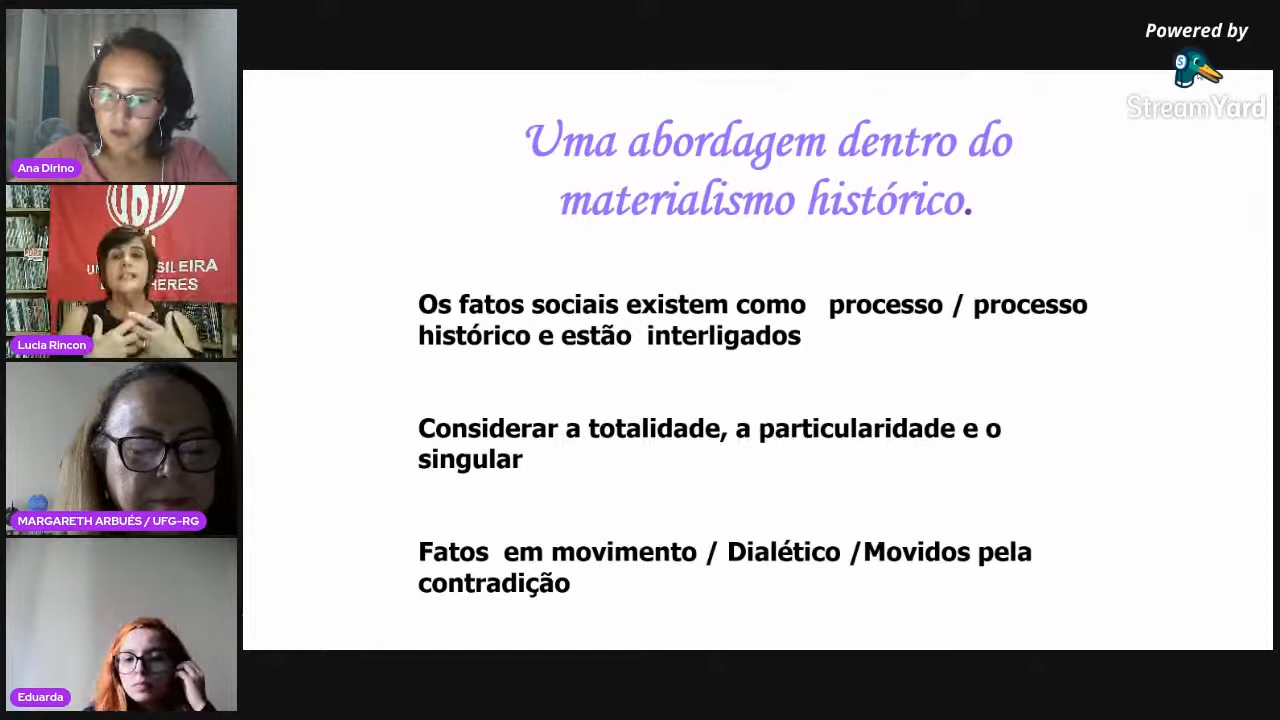 Powered by
StreamYard
Uma abordagem dentro do
materialismo histórico.
Os fatos sociais existem como processo / processo
histórico e estão interligados
Considerar a totalidade, a particularidade e o
singular
Fatos em movimento / Dialético /Movidos pela
contradição
Ana Dirino
UBM
Lucia Rincon
MARGARETH ARBUÉS / UFG-RG
Eduarda